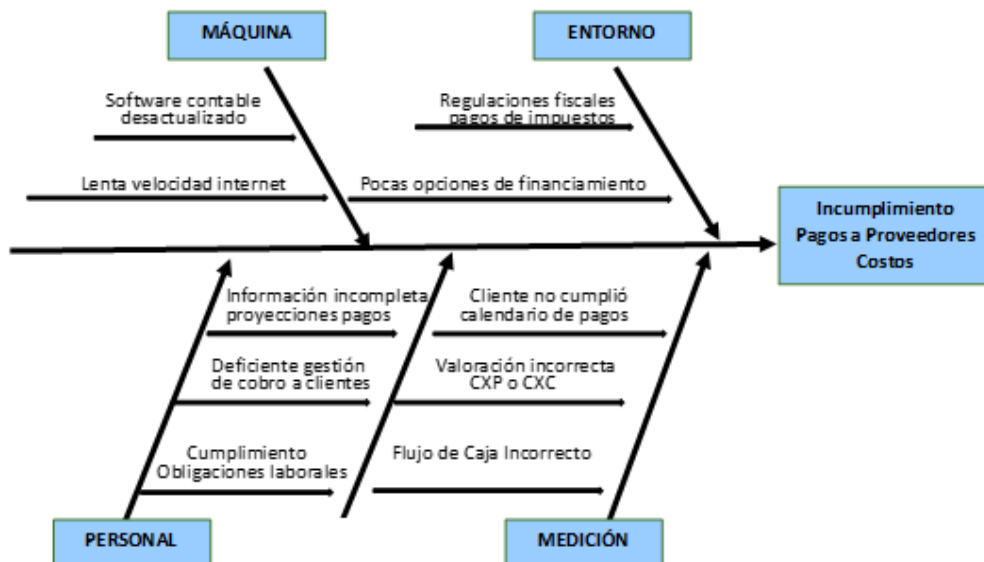 MÁQUINA
ENTORNO
Software contable
desactualizado
Regulaciones fiscales
pagos de impuestos
Lenta velocidad internet
Pocas opciones de financiamiento
Incumplimiento
Pagos a Proveedores
Costos
Información incompleta
proyecciones pagos
Cliente no cumplió
calendario de pagos
Deficiente gestión
de cobro a clientes
Valoración incorrecta
CXP o CXC
Cumplimiento
Obligaciones laborales
Flujo de Caja Incorrecto
PERSONAL
MEDICIÓN